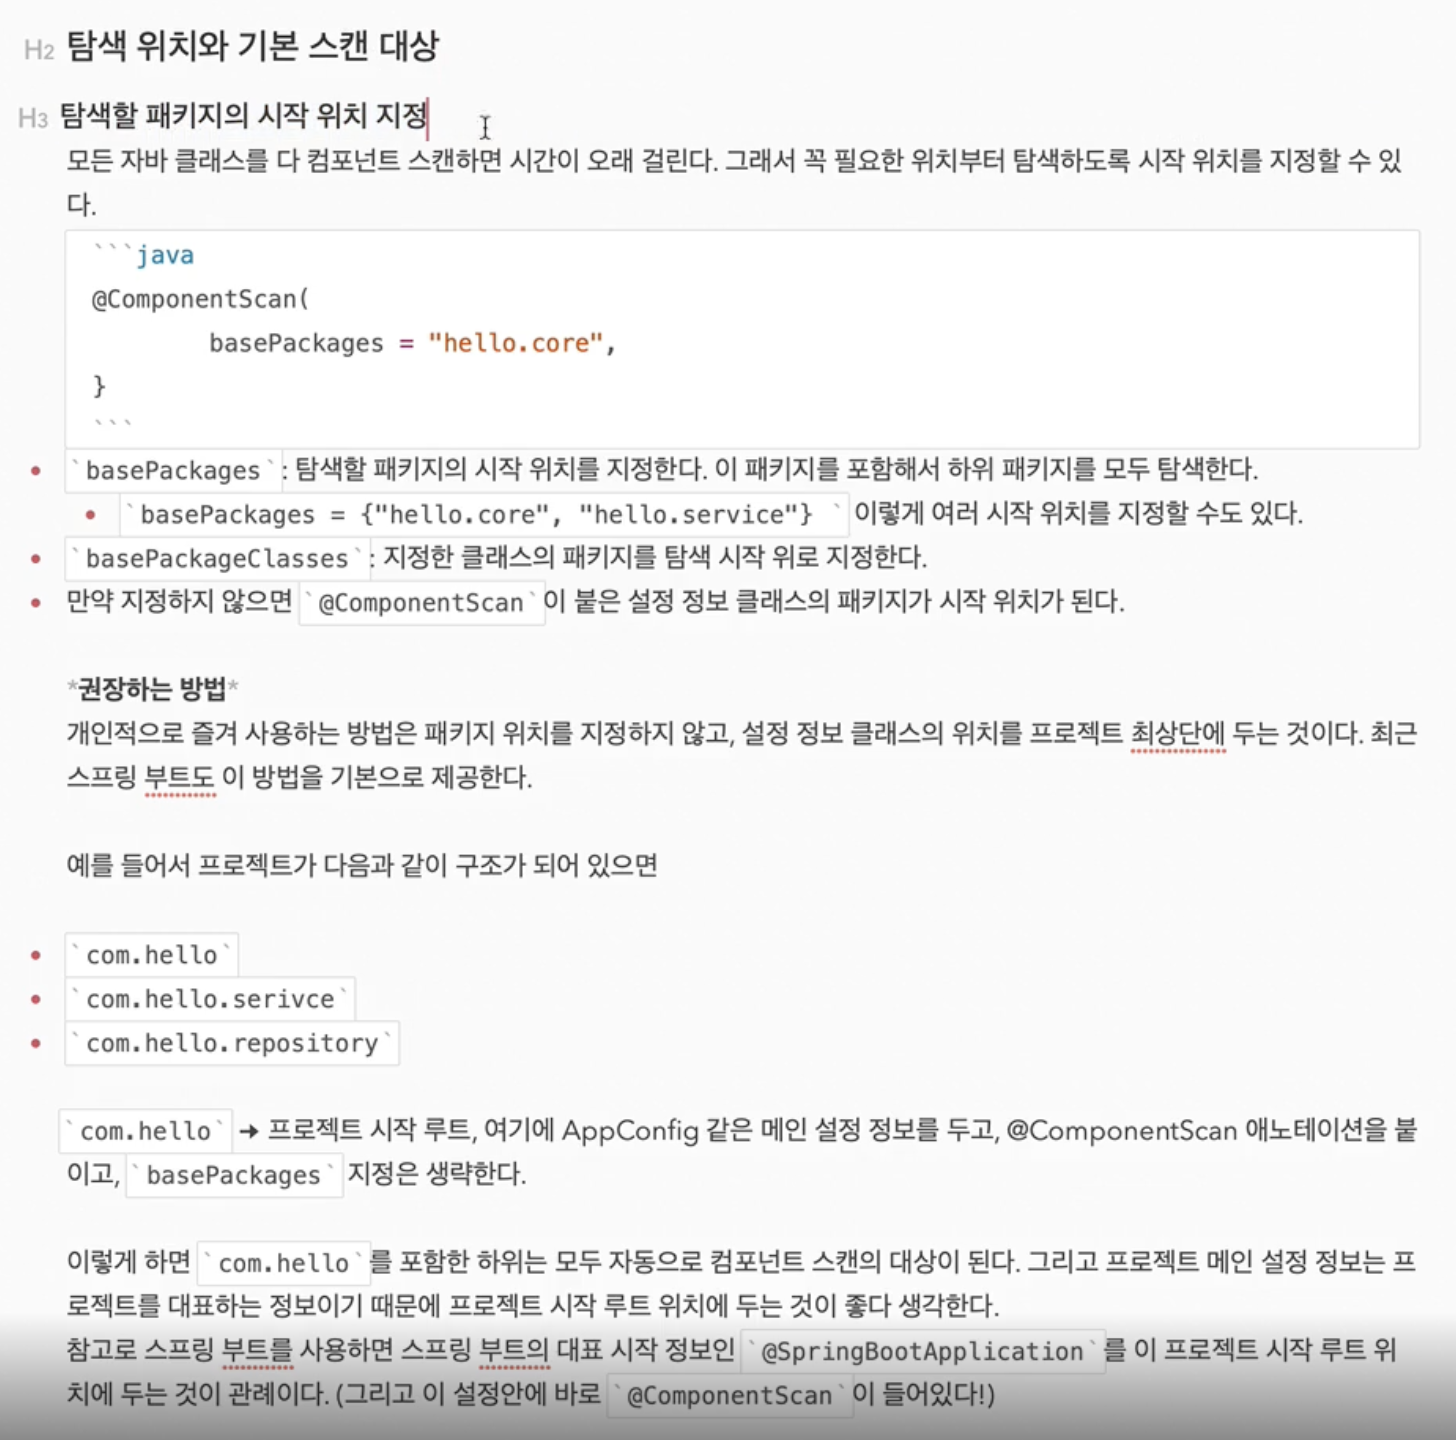 H2 탐색 위치와 기본 스캔 대상
H3 탐색할 패키지의 시작 위치 지정
모든 자바 클래스를 다 컴포넌트 스캔하면 시간이 오래 걸린다. 그래서 꼭 필요한 위치부터 탐색하도록 시작 위치를 지정할 수 있
다.
```java
@ComponentScan(
        basePackages = "hello.core",
}
```
• `basePackages`: 탐색할 패키지의 시작 위치를 지정한다. 이 패키지를 포함해서 하위 패키지를 모두 탐색한다.
• `basePackages = {"hello.core", "hello.service"} ` 이렇게 여러 시작 위치를 지정할 수도 있다.
• `basePackageClasses`: 지정한 클래스의 패키지를 탐색 시작 위로 지정한다.
• 만약 지정하지 않으면 `@ComponentScan`이 붙은 설정 정보 클래스의 패키지가 시작 위치가 된다.
*권장하는 방법*
개인적으로 즐겨 사용하는 방법은 패키지 위치를 지정하지 않고, 설정 정보 클래스의 위치를 프로젝트 최상단에 두는 것이다. 최근
스프링 부트도 이 방법을 기본으로 제공한다.
예를 들어서 프로젝트가 다음과 같이 구조가 되어 있으면
• `com.hello`
• `com.hello.serivce`
• `com.hello.repository`
`com.hello` → 프로젝트 시작 루트, 여기에 AppConfig 같은 메인 설정 정보를 두고, @ComponentScan 애노테이션을 붙
이고, `basePackages` 지정은 생략한다.
이렇게 하면 `com.hello`를 포함한 하위는 모두 자동으로 컴포넌트 스캔의 대상이 된다. 그리고 프로젝트 메인 설정 정보는 프
로젝트를 대표하는 정보이기 때문에 프로젝트 시작 루트 위치에 두는 것이 좋다 생각한다.
참고로 스프링 부트를 사용하면 스프링 부트의 대표 시작 정보인 `@SpringBootApplication`를 이 프로젝트 시작 루트 위
치에 두는 것이 관례이다. (그리고 이 설정안에 바로 `@ComponentScan`이 들어있다!)